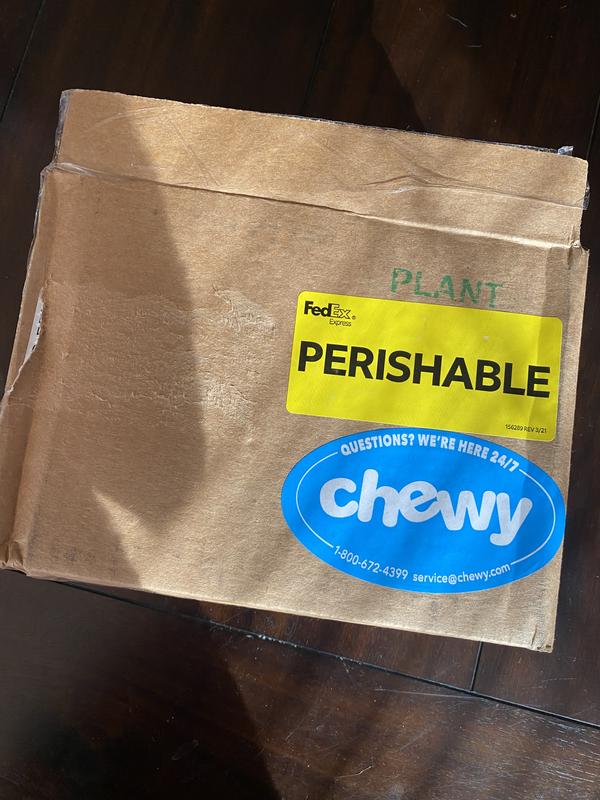 PLANT
FedEx®
Express
PERISHABLE
156289 REV 3/21
QUESTIONS? WE'RE HERE 24/7
chewy
1-800-672-4399 service@chewy.com